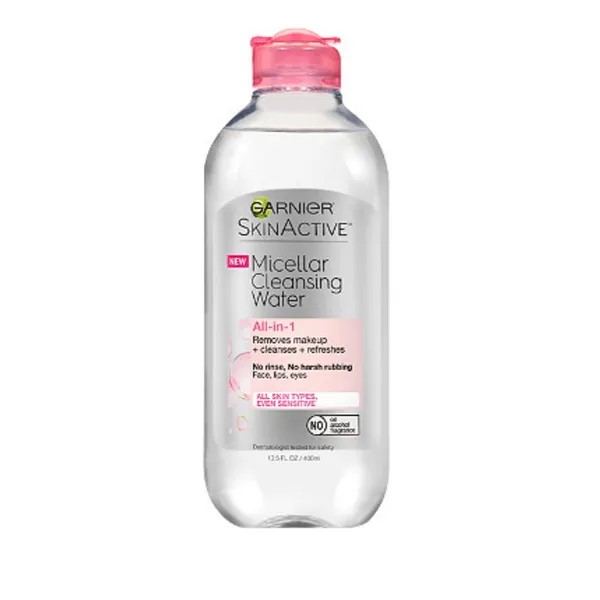 GARNIER®
SKINACTIVE™
NEW
Micellar
Cleansing
Water
All-in-1
Removes makeup
+ cleanses + refreshes
No rinse, No harsh rubbing
Face, lips, eyes
ALL SKIN TYPES,
EVEN SENSITIVE
NO
oil
alcohol
fragrance
Dermatologist tested for safety
13.5 FL OZ / 400mL